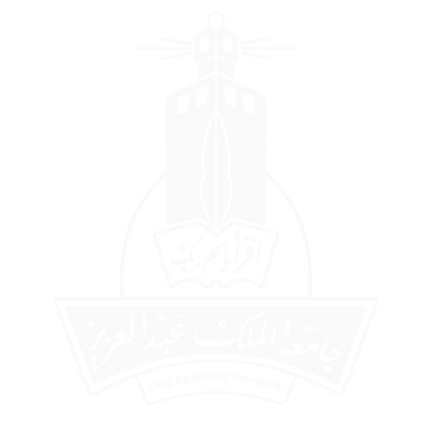 اقرأ باسم ربك
جامعة الملك عبدالعزيز
King Abdulaziz University